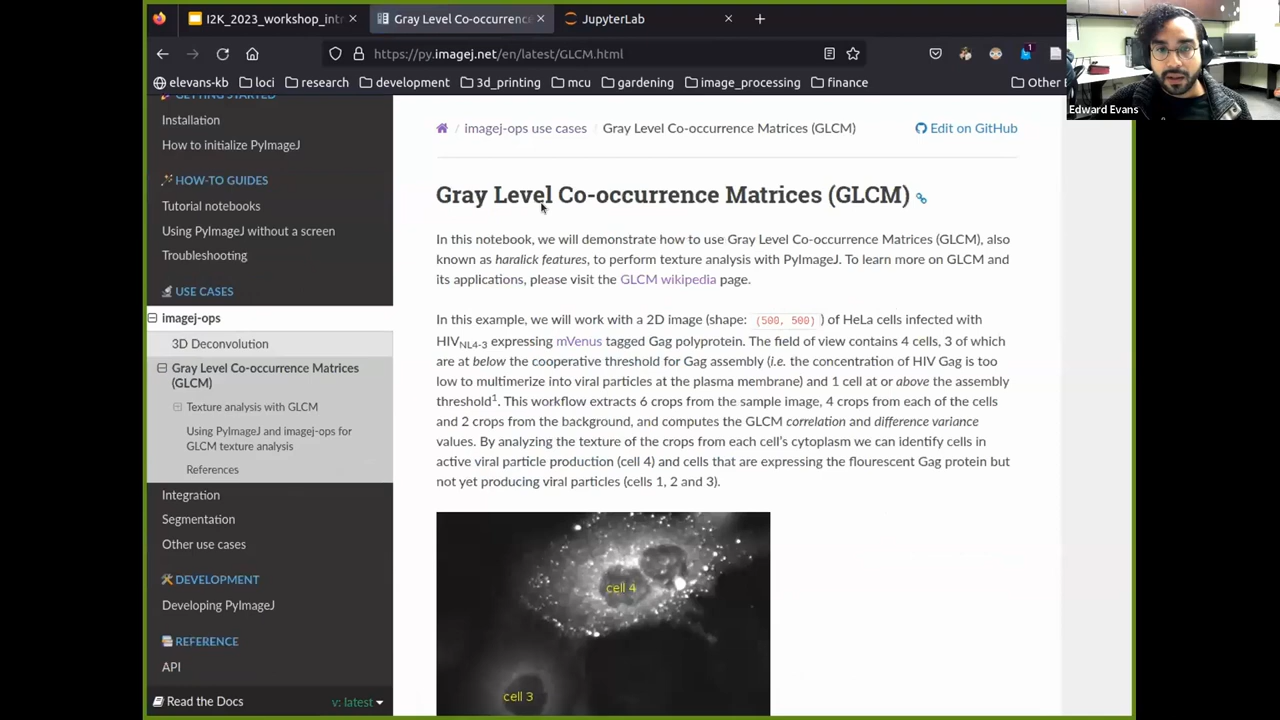 I2K_2023_workshop_intr
Gray Level Co-occurrence
JupyterLab
https://py.imagej.net/en/latest/GLCM.html
1
elevans-kb
loci
research
development
3d_printing
mcu
gardening
image_processing
finance
Other
Edward Evans
GETTING STARTED
Installation
How to initialize PyImageJ
HOW-TO GUIDES
Tutorial notebooks
Using PyImageJ without a screen
Troubleshooting
USE CASES
imagej-ops
3D Deconvolution
Gray Level Co-occurrence Matrices
(GLCM)
Texture analysis with GLCM
Using PyImageJ and imagej-ops for
GLCM texture analysis
References
Integration
Segmentation
Other use cases
DEVELOPMENT
Developing PyImageJ
REFERENCE
API
Read the Docs
v: latest
/ imagej-ops use cases / Gray Level Co-occurrence Matrices (GLCM)
Edit on GitHub
Gray Level Co-occurrence Matrices (GLCM)
In this notebook, we will demonstrate how to use Gray Level Co-occurrence Matrices (GLCM), also
known as haralick features, to perform texture analysis with PyImageJ. To learn more on GLCM and
its applications, please visit the GLCM wikipedia page.
In this example, we will work with a 2D image (shape: (500, 500) ) of HeLa cells infected with
HIVNL4-3 expressing mVenus tagged Gag polyprotein. The field of view contains 4 cells, 3 of which
are at below the cooperative threshold for Gag assembly (i.e. the concentration of HIV Gag is too
low to multimerize into viral particles at the plasma membrane) and 1 cell at or above the assembly
threshold1. This workflow extracts 6 crops from the sample image, 4 crops from each of the cells
and 2 crops from the background, and computes the GLCM correlation and difference variance
values. By analyzing the texture of the crops from each cell's cytoplasm we can identify cells in
active viral particle production (cell 4) and cells that are expressing the flourescent Gag protein but
not yet producing viral particles (cells 1, 2 and 3).
cell 4
cell 3